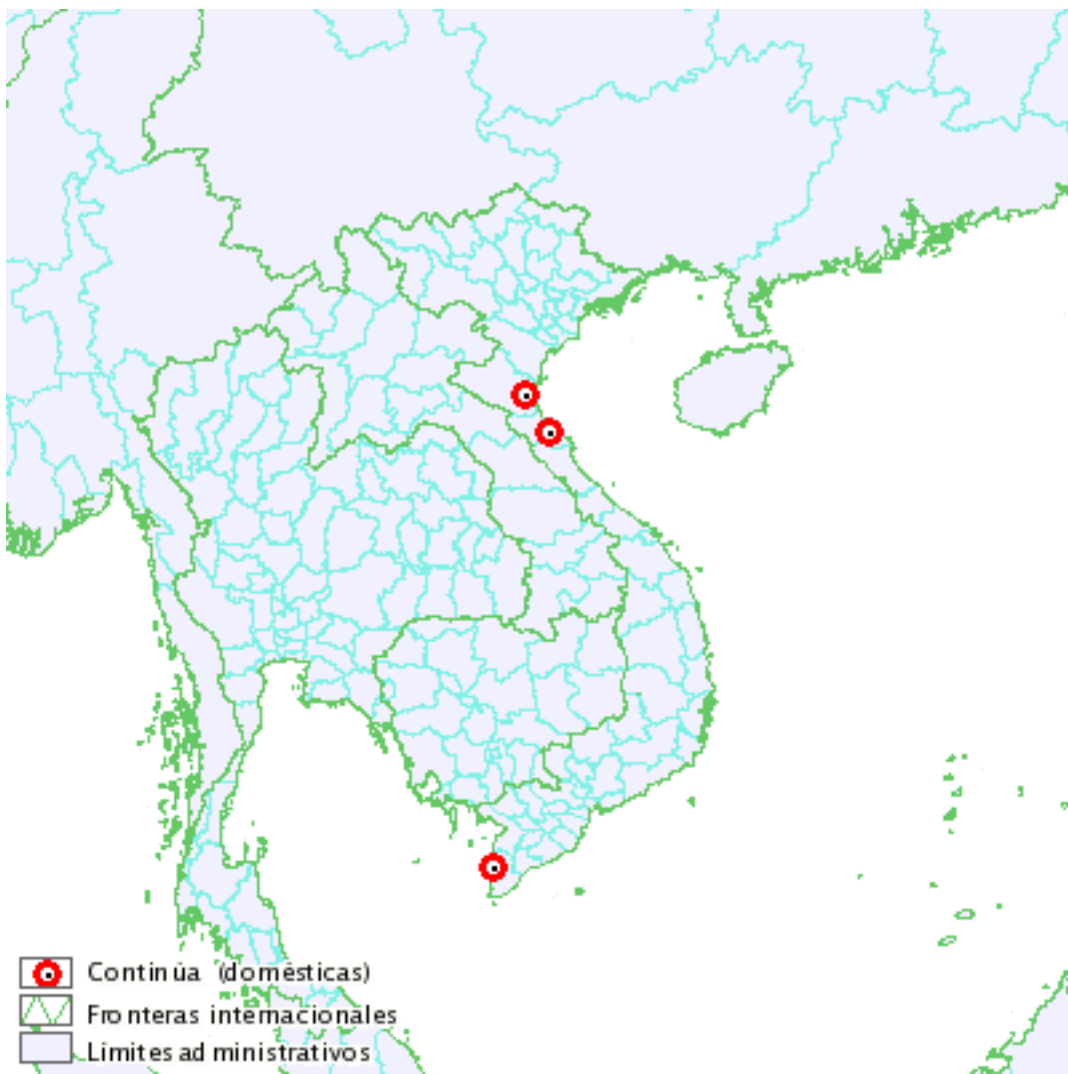 Continúa (domésticas)
Fronteras internacionales
Límites administrativos